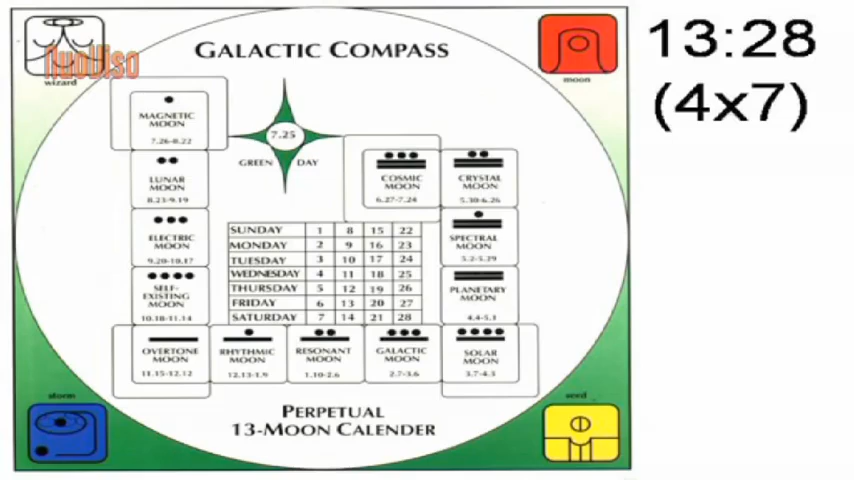 13:28
(4x7)
GALACTIC COMPASS
NuoViso
wizard
moon
MAGNETIC
MOON
7.26-8.22
7.25
GREEN DAY
LUNAR
MOON
8.23-9.19
COSMIC
MOON
6.27-7.24
CRYSTAL
MOON
5.30-6.26
ELECTRIC
MOON
9.20-10.17
SUNDAY 1 8 15 22
MONDAY 2 9 16 23
TUESDAY 3 10 17 24
WEDNESDAY 4 11 18 25
THURSDAY 5 12 19 26
FRIDAY 6 13 20 27
SATURDAY 7 14 21 28
SPECTRAL
MOON
5.2-5.29
SELF-
EXISTING
MOON
10.18-11.14
PLANETARY
MOON
4.4-5.1
OVERTONE
MOON
11.15-12.12
RHYTHMIC
MOON
12.13-1.9
RESONANT
MOON
1.10-2.6
GALACTIC
MOON
2.7-3.6
SOLAR
MOON
3.7-4.3
storm
seed
PERPETUAL
13-MOON CALENDER